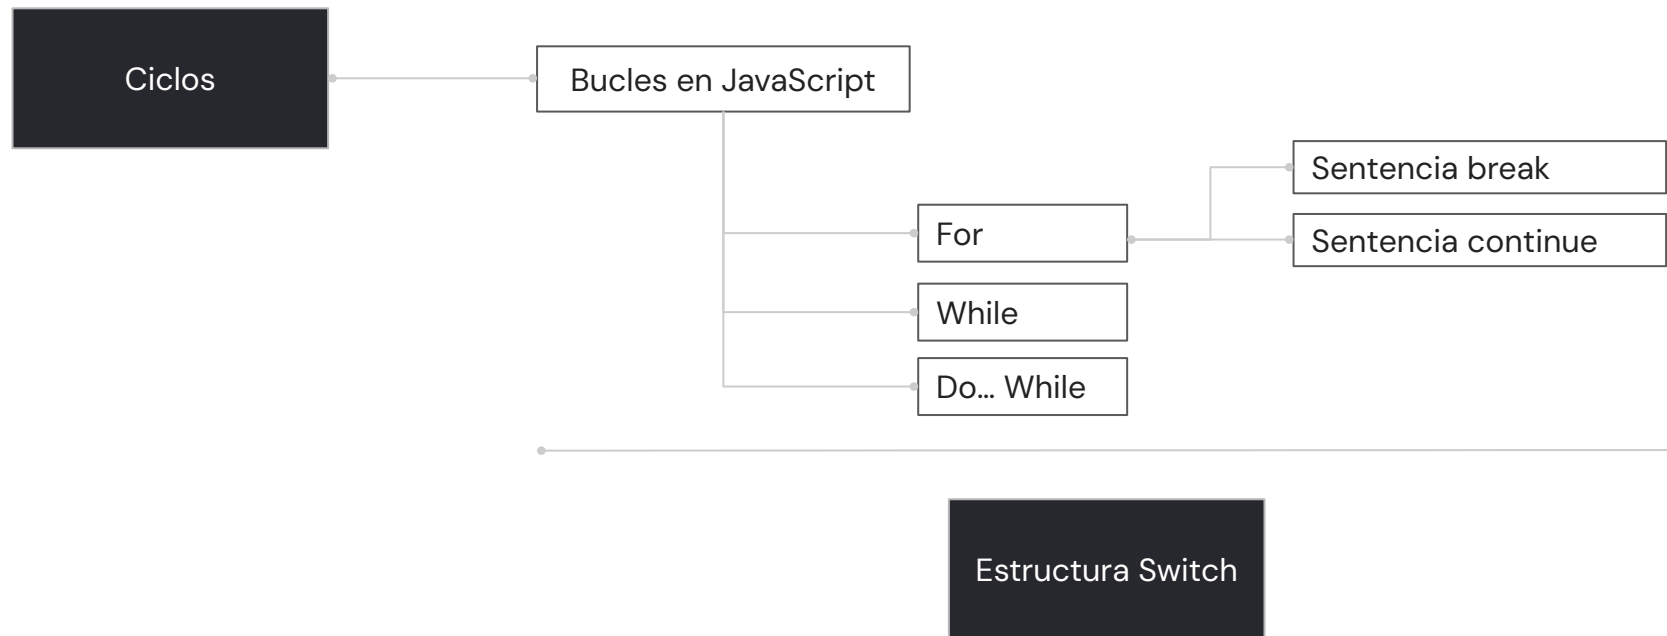 Ciclos
Bucles en JavaScript
Sentencia break
For
Sentencia continue
While
Do... While
Estructura Switch